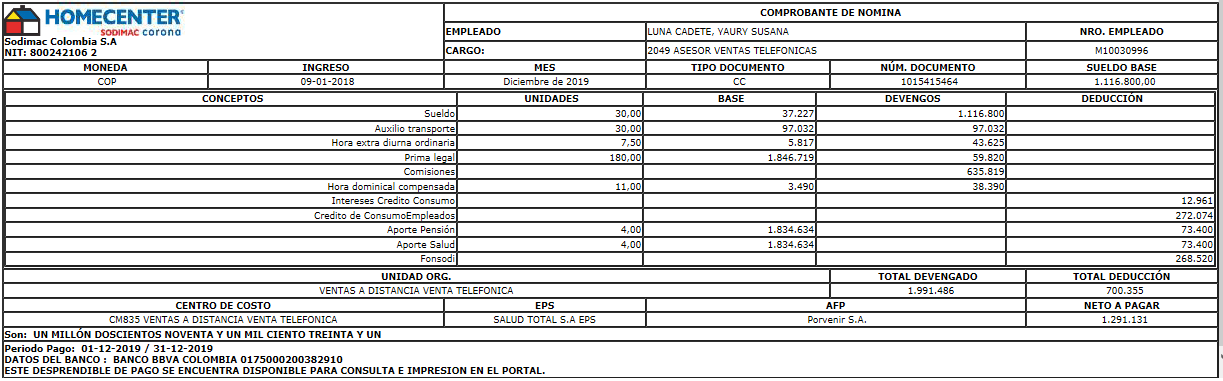 HOMECENTER
SODIMAC corona
Sodimac Colombia S.A
NIT: 800242106 2
COMPROBANTE DE NOMINA
EMPLEADO LUNA CADETE, YAURY SUSANA NRO. EMPLEADO
CARGO: 2049 ASESOR VENTAS TELEFONICAS M10030996
MONEDA INGRESO MES TIPO DOCUMENTO NÚM. DOCUMENTO SUELDO BASE
COP 09-01-2018 Diciembre de 2019 CC 1015415464 1.116.800,00
CONCEPTOS UNIDADES BASE DEVENGOS DEDUCCIÓN
Sueldo 30,00 37.227 1.116.800
Auxilio transporte 30,00 97.032 97.032
Hora extra diurna ordinaria 7,50 5.817 43.625
Prima legal 180,00 1.846.719 59.820
Comisiones 635.819
Hora dominical compensada 11,00 3.490 38.390
Intereses Credito Consumo 12.961
Credito de ConsumoEmpleados 272.074
Aporte Pensión 4,00 1.834.634 73.400
Aporte Salud 4,00 1.834.634 73.400
Fonsodi 268.520
UNIDAD ORG. TOTAL DEVENGADO TOTAL DEDUCCIÓN
VENTAS A DISTANCIA VENTA TELEFONICA 1.991.486 700.355
CENTRO DE COSTO EPS AFP NETO A PAGAR
CM835 VENTAS A DISTANCIA VENTA TELEFONICA SALUD TOTAL S.A EPS Porvenir S.A. 1.291.131
Son: UN MILLÓN DOSCIENTOS NOVENTA Y UN MIL CIENTO TREINTA Y UN
Periodo Pago: 01-12-2019 / 31-12-2019
DATOS DEL BANCO : BANCO BBVA COLOMBIA 0175000200382910
ESTE DESPRENDIBLE DE PAGO SE ENCUENTRA DISPONIBLE PARA CONSULTA E IMPRESION EN EL PORTAL.